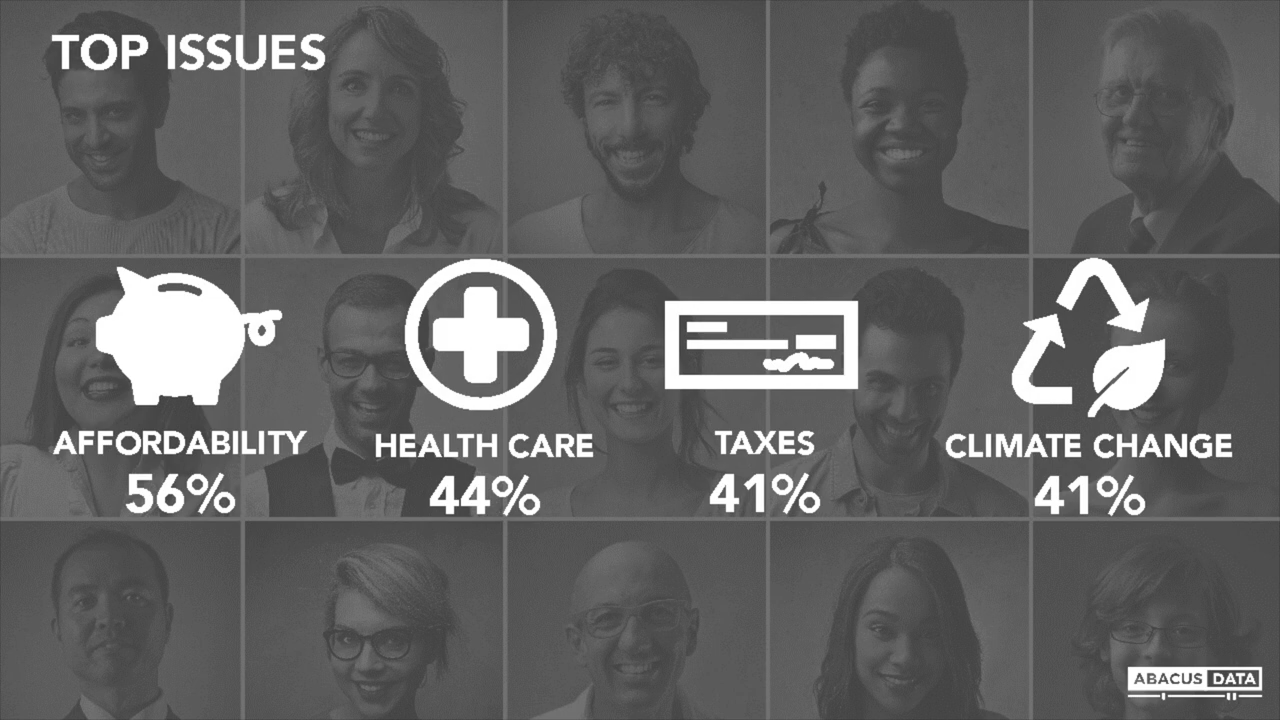 TOP ISSUES
AFFORDABILITY
56%
HEALTH CARE
44%
TAXES
41%
CLIMATE CHANGE
41%
ABACUS DATA